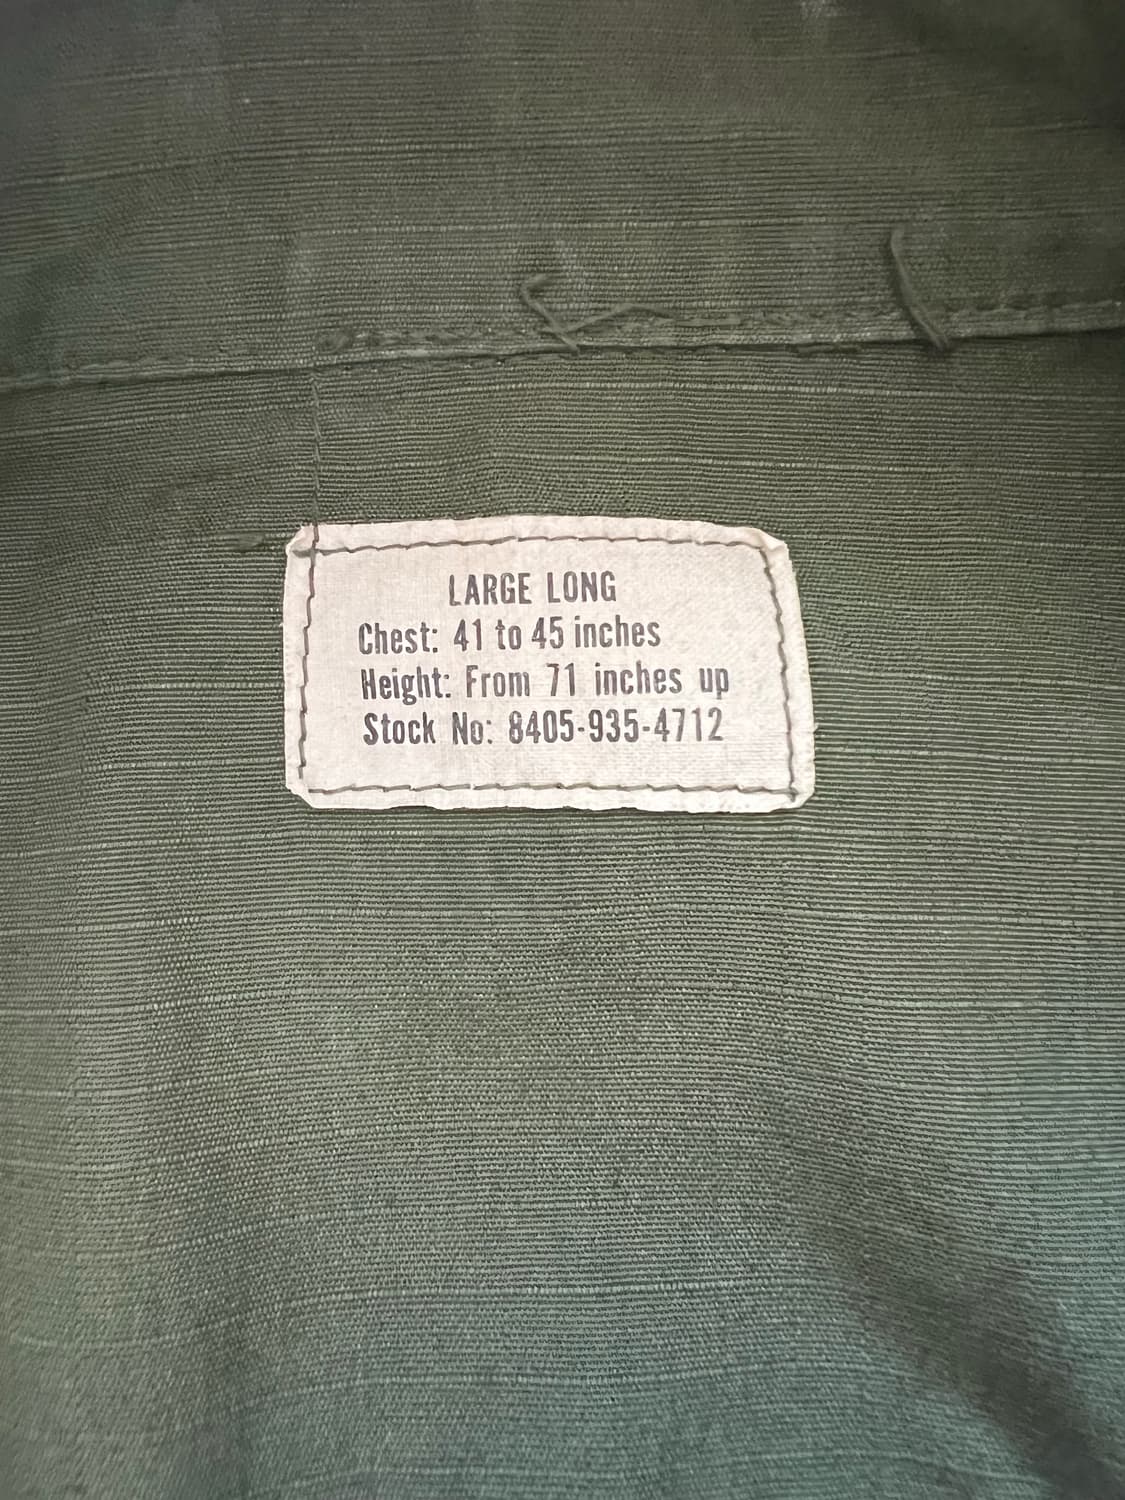 LARGE LONG
Chest: 41 to 45 inches
Height: From 71 inches up
Stock No: 8405-935-4712